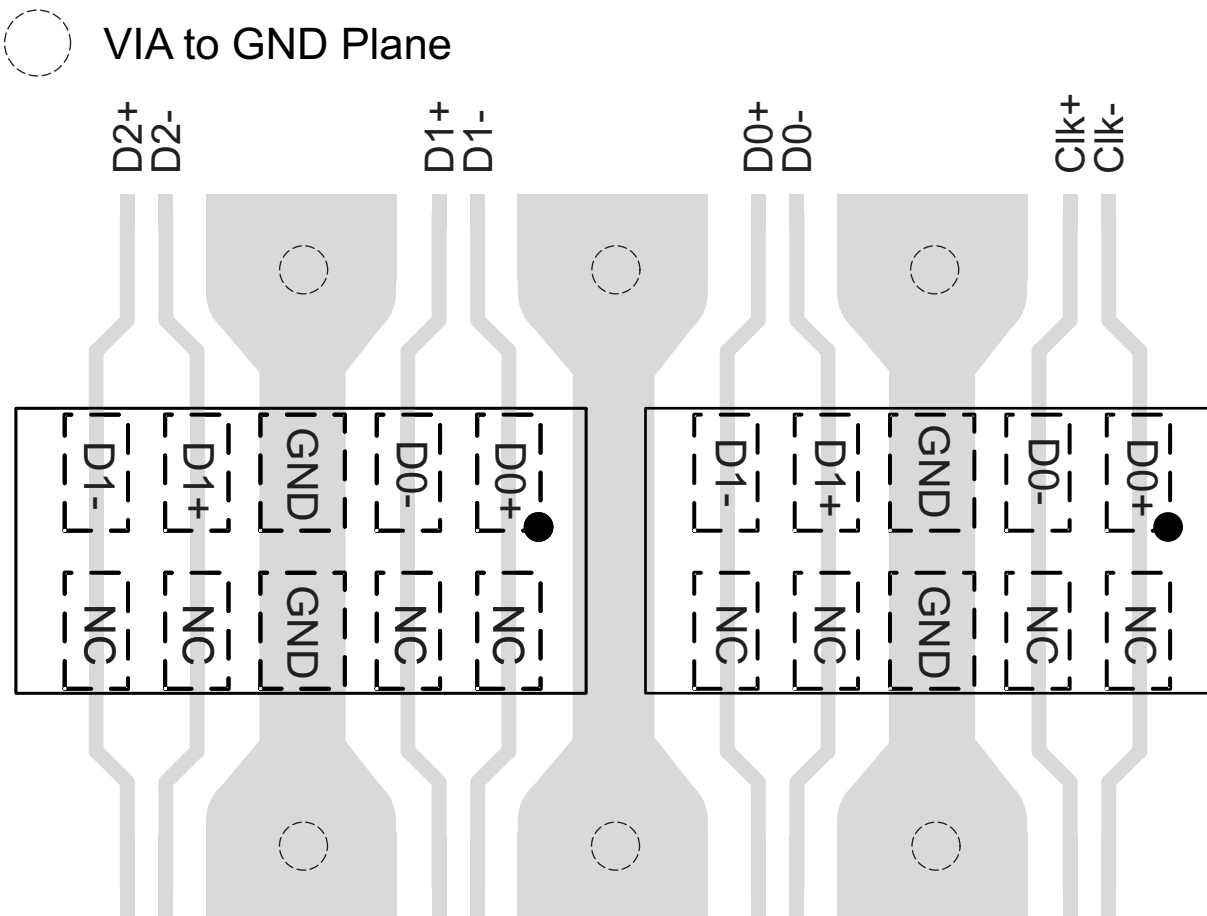 VIA to GND Plane
D2+
D2-
D1+
D1-
D0+
D0-
Clk+
Clk-
D1-
D1+
GND
D0-
D0+
D1-
D1+
GND
D0-
D0+
NC
NC
GND
NC
NC
NC
NC
GND
NC
NC